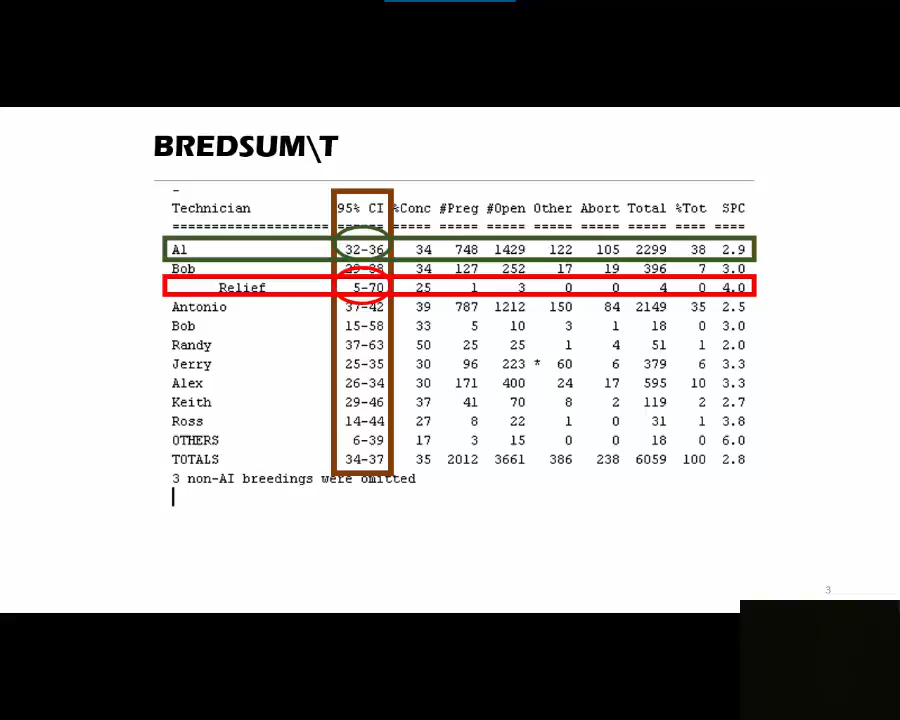 BREDSUM\T
-
Technician 95% CI %Conc #Preg #Open Other Abort Total %Tot SPC
====================== ====== ===== ===== ===== ===== ===== ===== ==== ====
Al 32-36 34 748 1429 122 105 2299 38 2.9
Bob 29-38 34 127 252 17 19 396 7 3.0
Relief 5-70 25 1 3 0 0 4 0 4.0
Antonio 37-42 39 787 1212 150 84 2149 35 2.5
Bob 15-58 33 5 10 3 1 18 0 3.0
Randy 37-63 50 25 25 1 4 51 1 2.0
Jerry 25-35 30 96 223 * 60 6 379 6 3.3
Alex 26-34 30 171 400 24 17 595 10 3.3
Keith 29-46 37 41 70 8 2 119 2 2.7
Ross 14-44 27 8 22 1 0 31 1 3.8
OTHERS 6-39 17 3 15 0 0 18 0 6.0
TOTALS 34-37 35 2012 3661 386 238 6059 100 2.8
3 non-AI breedings were omitted
3